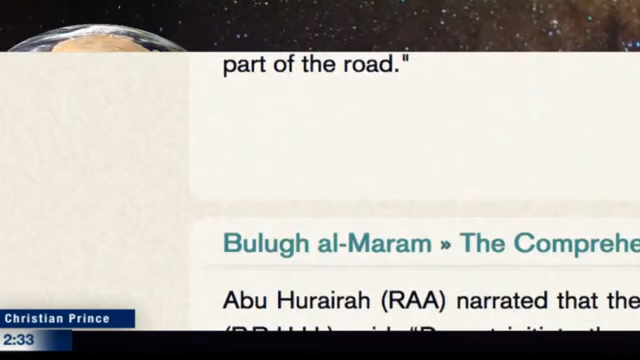 part of the road."
Bulugh al-Maram » The Comprehe
Abu Hurairah (RAA) narrated that the
Christian Prince
2:33